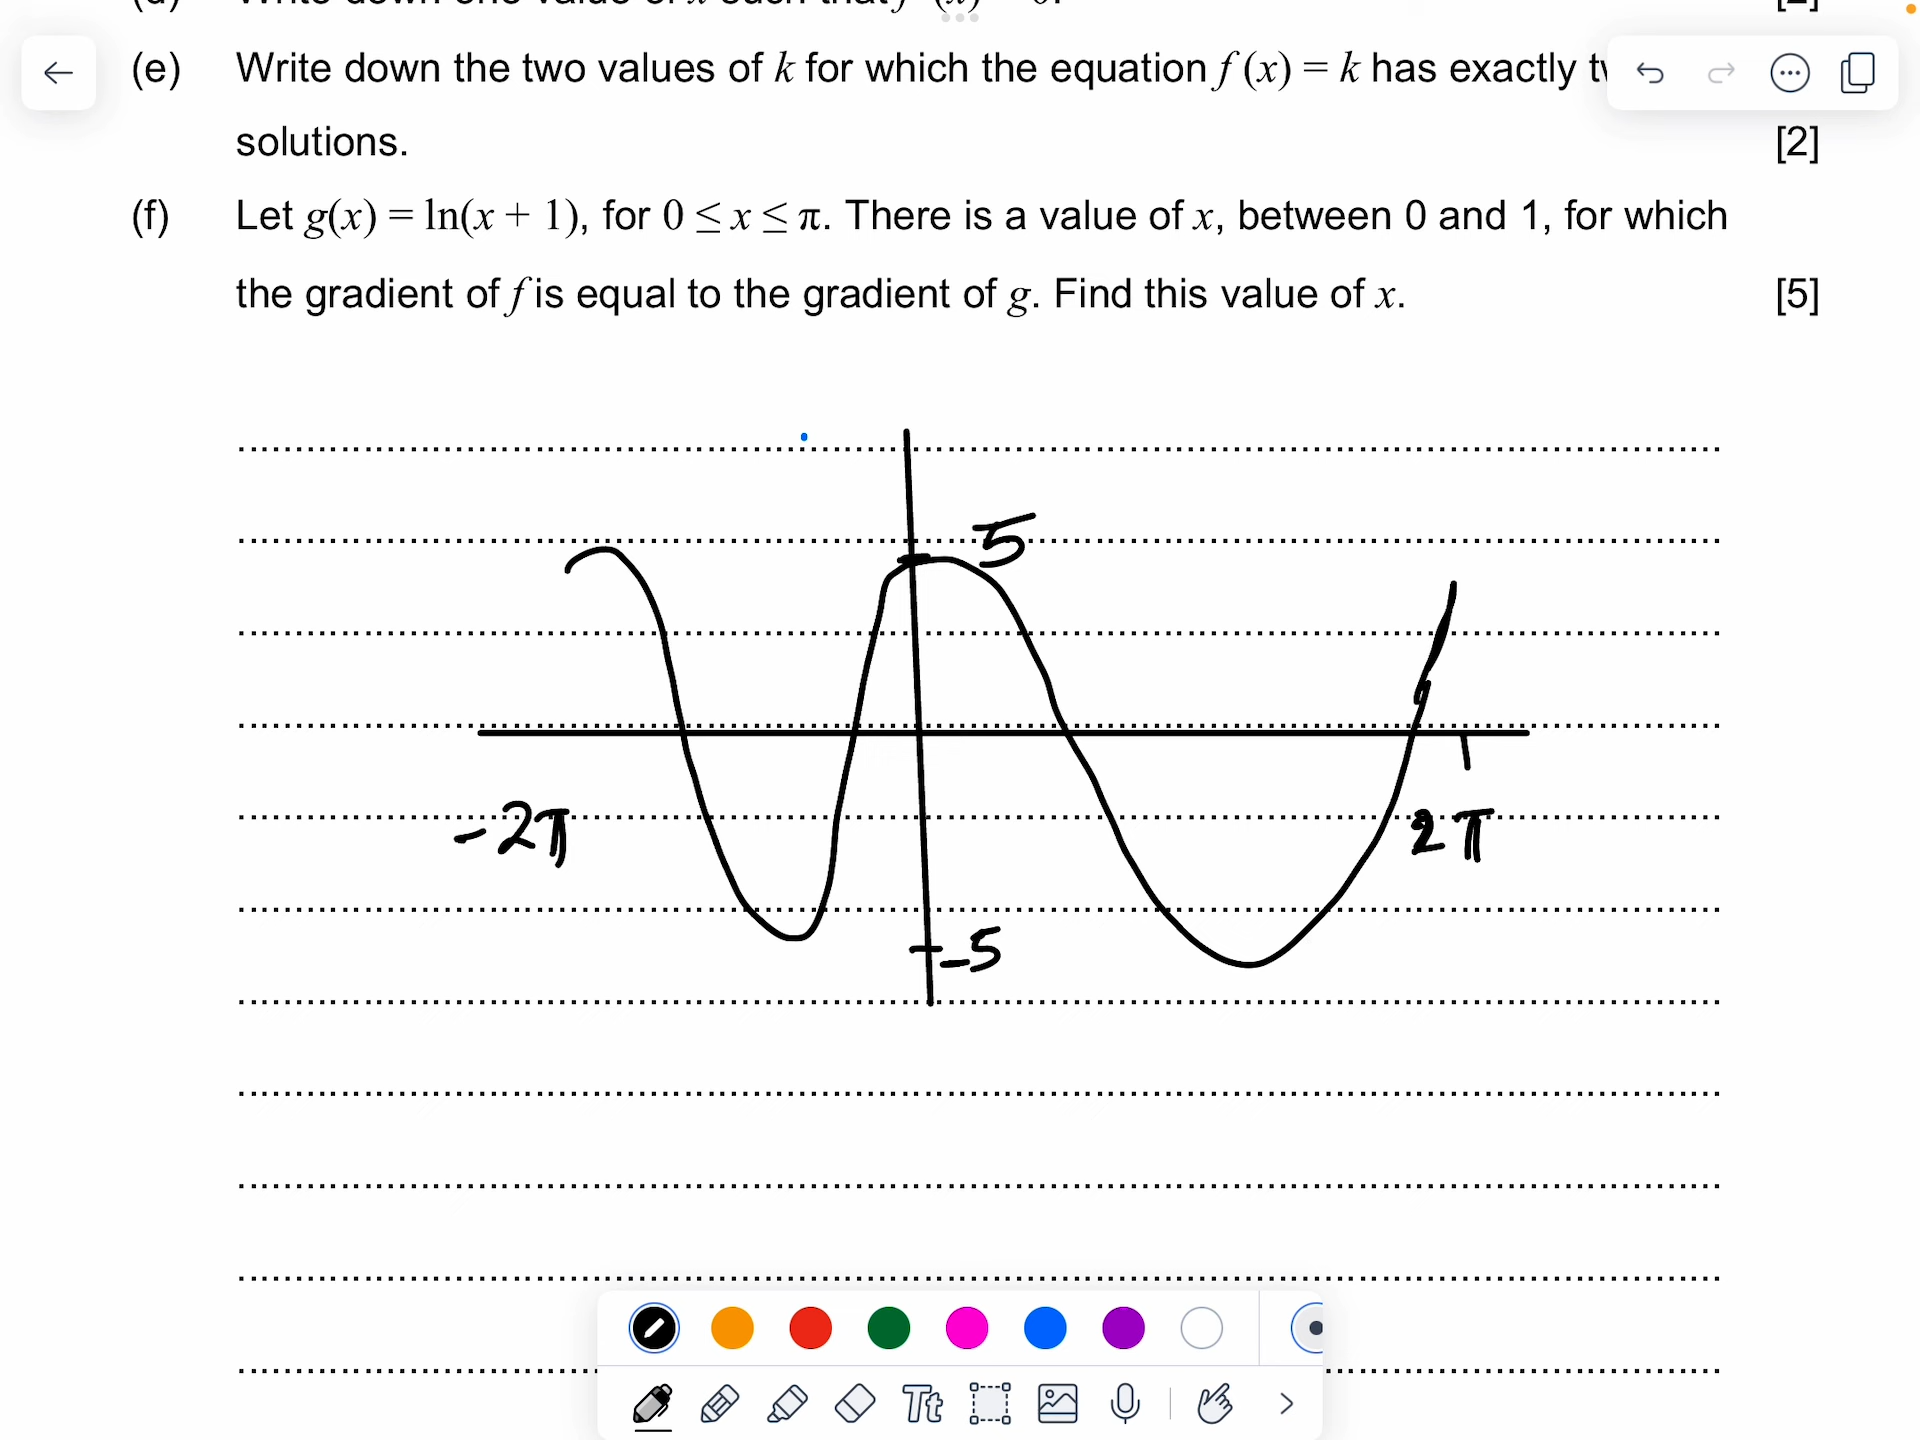 (e) Write down the two values of k for which the equation f (x) = k has exactly
solutions. [2]
(f) Let g(x) = ln(x + 1), for 0 ≤ x ≤ π. There is a value of x, between 0 and 1, for which
the gradient of f is equal to the gradient of g. Find this value of x. [5]
5
-2π
2π
-5
Tt